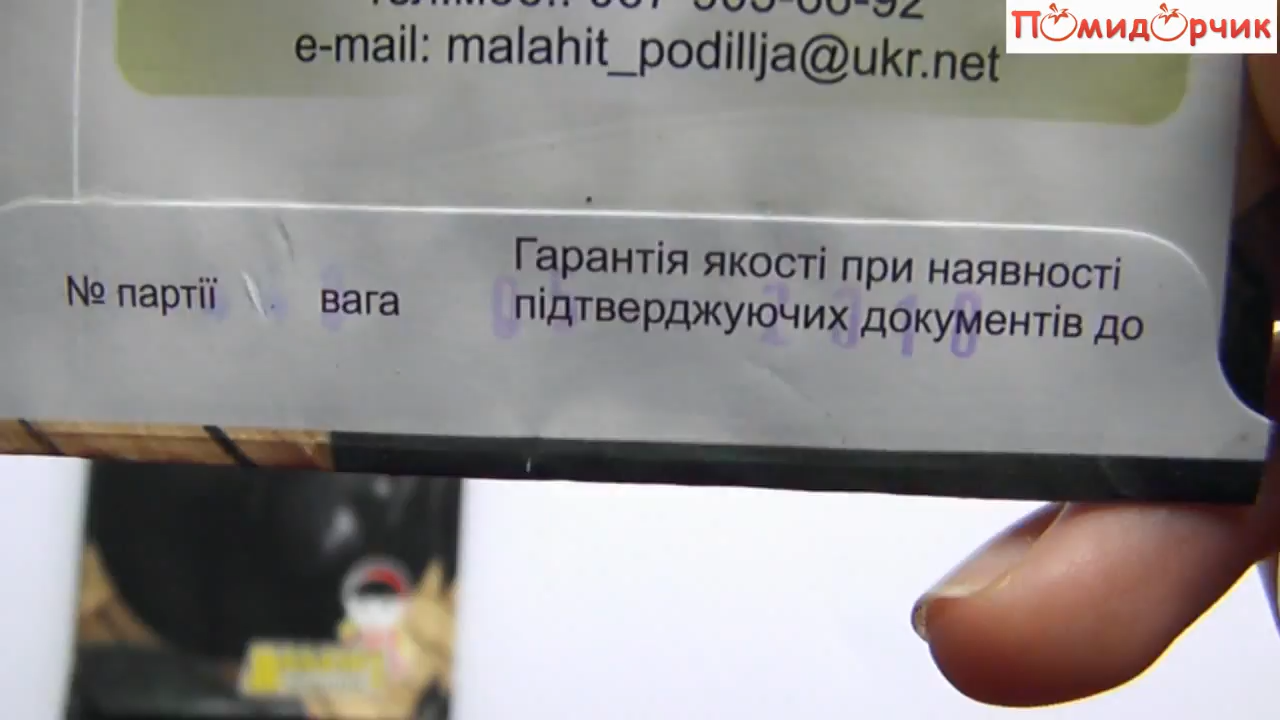 Помидорчик
e-mail: malahit_podillja@ukr.net
№ партії вага
Гарантія якості при наявності
підтверджуючих документів до